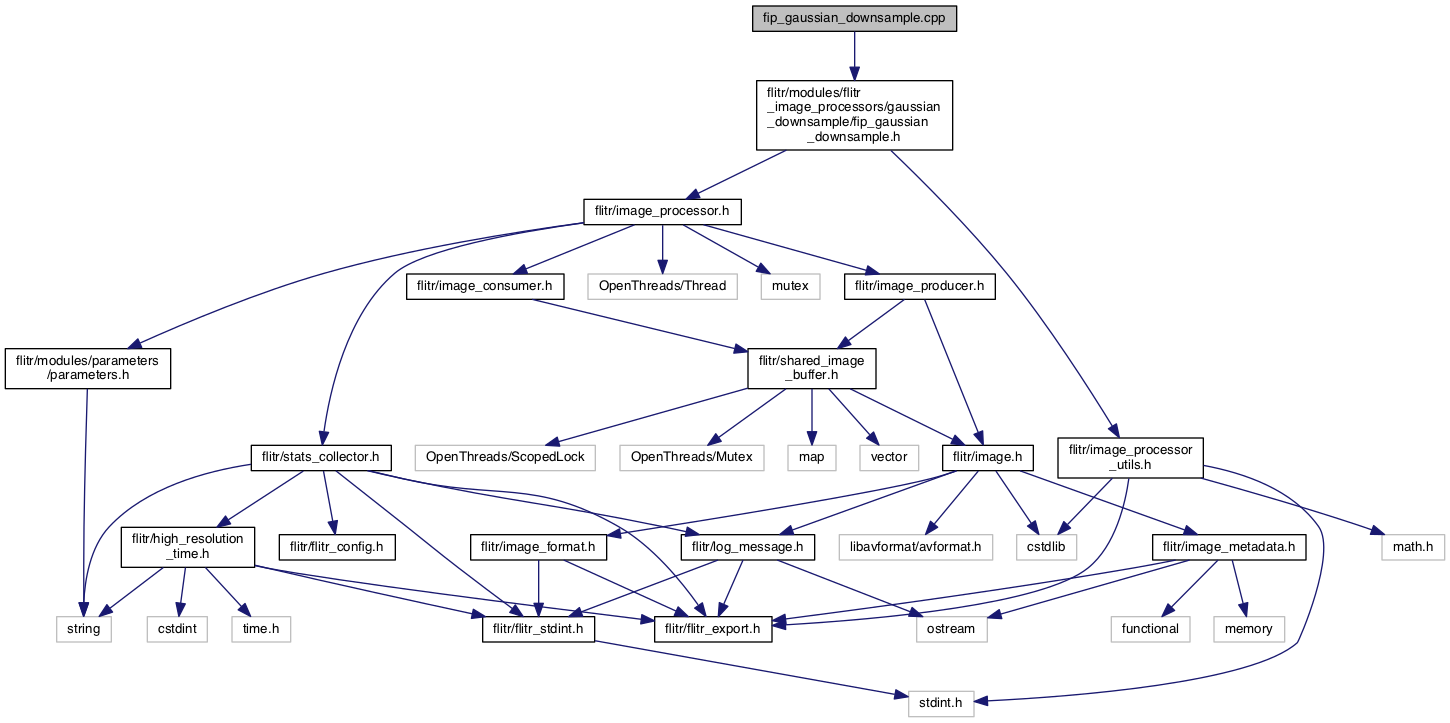 fip_gaussian_downsample.cpp
flitr/modules/flitr
_image_processors/gaussian
_downsample/fip_gaussian
_downsample.h
flitr/image_processor.h
flitr/image_consumer.h
OpenThreads/Thread
mutex
flitr/image_producer.h
flitr/modules/parameters
/parameters.h
flitr/shared_image
_buffer.h
flitr/stats_collector.h
OpenThreads/ScopedLock
OpenThreads/Mutex
map
vector
flitr/image.h
flitr/image_processor
_utils.h
flitr/high_resolution
_time.h
flitr/flitr_config.h
flitr/image_format.h
flitr/log_message.h
libavformat/avformat.h
cstdlib
flitr/image_metadata.h
math.h
string
cstdint
time.h
flitr/flitr_stdint.h
flitr/flitr_export.h
ostream
functional
memory
stdint.h